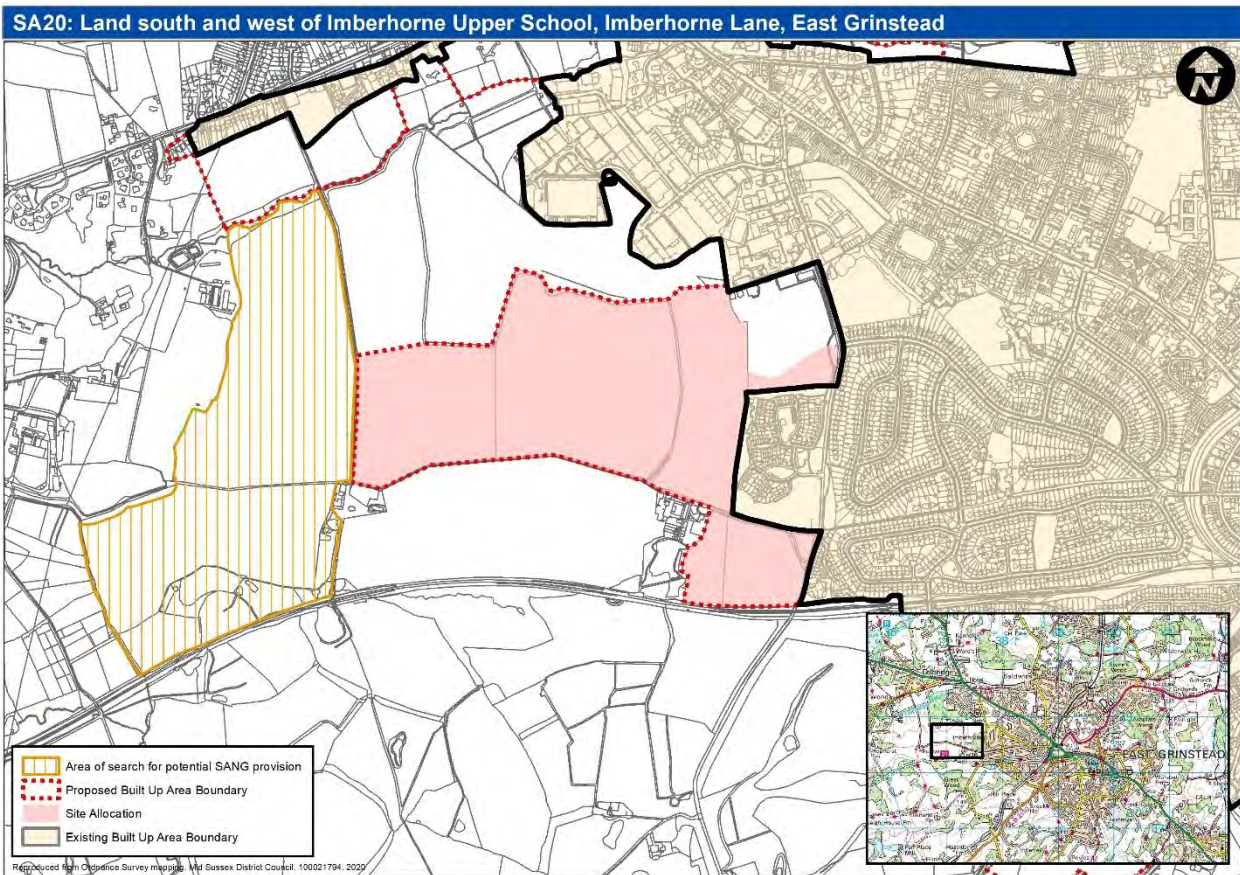 SA20: Land south and west of Imberhorne Upper School, Imberhorne Lane, East Grinstead
N
Area of search for potential SANG provision
Proposed Built Up Area Boundary
Site Allocation
Existing Built Up Area Boundary
EAST GRINSTEAD
Reproduced from Ordnance Survey mapping. Mid Sussex District Council. 100021794. 2020